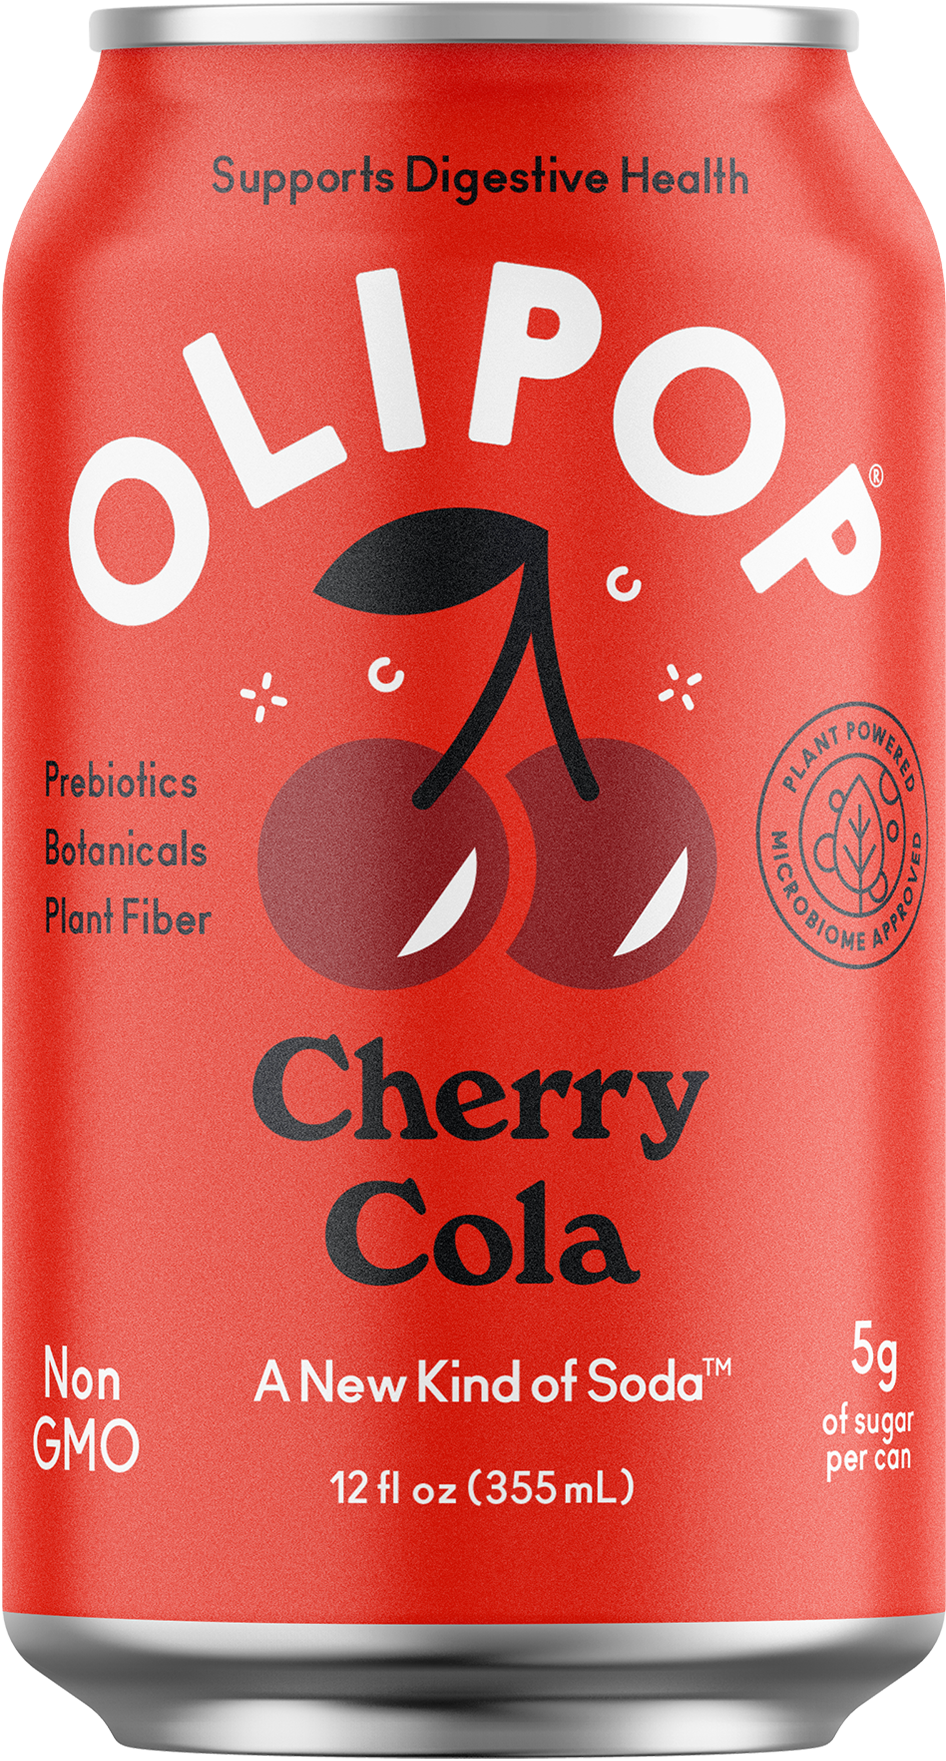 Supports Digestive Health
OLIPOP®
Prebiotics
Botanicals
Plant Fiber
PLANT POWERED
MICROBIOME APPROVED
Cherry
Cola
Non
GMO
A New Kind of Soda™
5g
of sugar
per can
12 fl oz (355 mL)